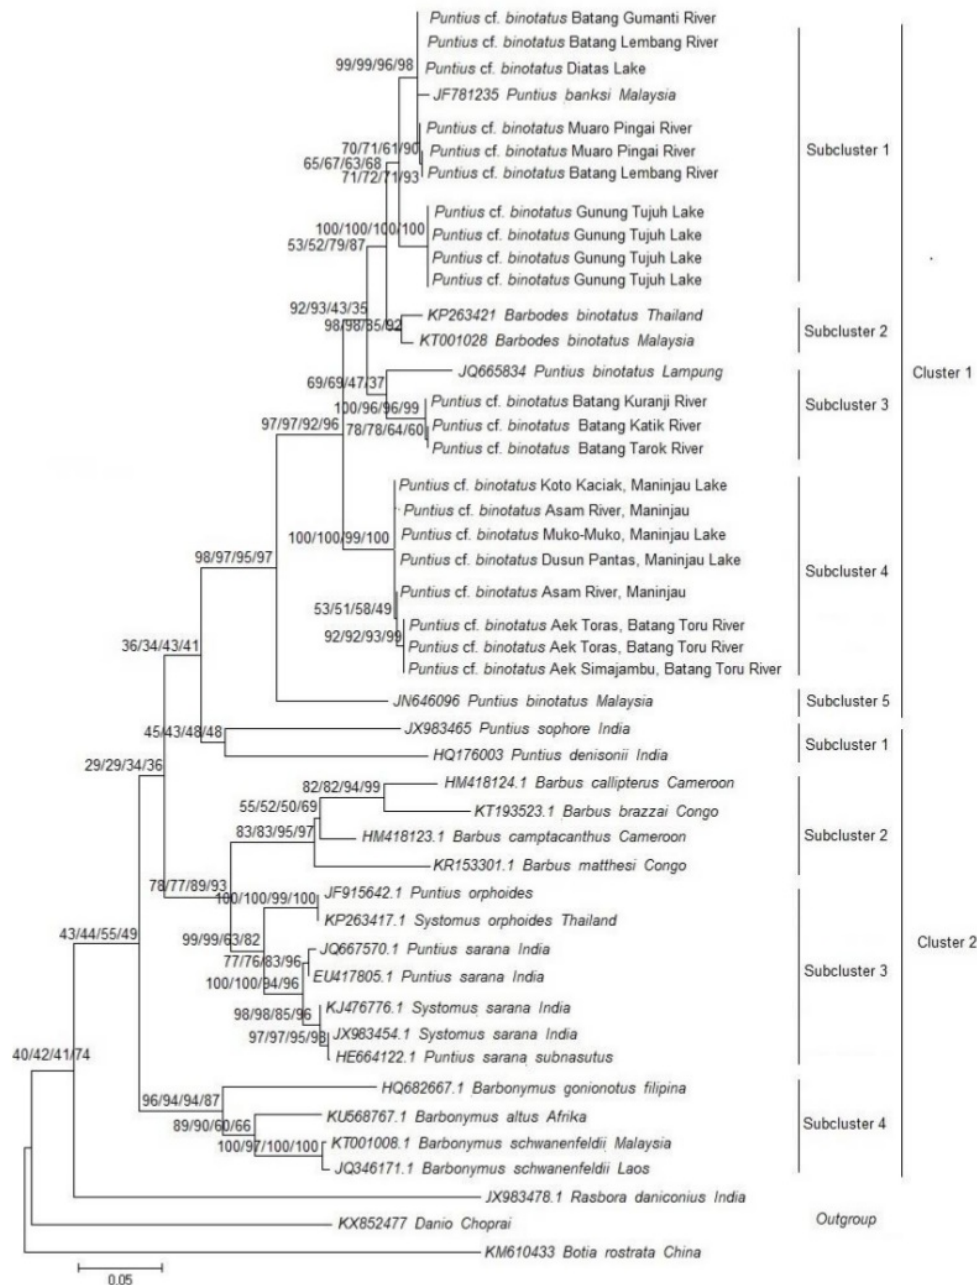 Puntius cf. binotatus Batang Gumanti River
Puntius cf. binotatus Batang Lembang River
99/99/96/98
Puntius cf. binotatus Diatas Lake
JF781235 Puntius banksi Malaysia
Puntius cf. binotatus Muaro Pingai River
70/71/61/90
Puntius cf. binotatus Muaro Pingai River
Subcluster 1
65/67/63/68
71/72/71/93
Puntius cf. binotatus Batang Lembang River
Puntius cf. binotatus Gunung Tujuh Lake
100/100/100/100
Puntius cf. binotatus Gunung Tujuh Lake
53/52/79/87
Puntius cf. binotatus Gunung Tujuh Lake
Puntius cf. binotatus Gunung Tujuh Lake
92/93/43/35
KP263421 Barbodes binotatus Thailand
98/98/85/92
Subcluster 2
KT001028 Barbodes binotatus Malaysia
JQ665834 Puntius binotatus Lampung
Cluster 1
69/69/47/37
100/96/96/99
Puntius cf. binotatus Batang Kuranji River
Subcluster 3
97/97/92/96
78/78/64/60
Puntius cf. binotatus Batang Katik River
Puntius cf. binotatus Batang Tarok River
Puntius cf. binotatus Koto Kaciak, Maninjau Lake
Puntius cf. binotatus Asam River, Maninjau
100/100/99/100
Puntius cf. binotatus Muko-Muko, Maninjau Lake
98/97/95/97
Puntius cf. binotatus Dusun Pantas, Maninjau Lake
Subcluster 4
Puntius cf. binotatus Asam River, Maninjau
53/51/58/49
Puntius cf. binotatus Aek Toras, Batang Toru River
92/92/93/99
Puntius cf. binotatus Aek Toras, Batang Toru River
36/34/43/41
Puntius cf. binotatus Aek Simajambu, Batang Toru River
JN646096 Puntius binotatus Malaysia
Subcluster 5
45/43/48/48
JX983465 Puntius sophore India
Subcluster 1
HQ176003 Puntius denisonii India
29/29/34/36
82/82/94/99
HM418124.1 Barbus callipterus Cameroon
55/52/50/69
KT193523.1 Barbus brazzai Congo
Subcluster 2
83/83/95/97
HM418123.1 Barbus camptacanthus Cameroon
KR153301.1 Barbus matthesi Congo
78/77/89/93
100/100/99/100
JF915642.1 Puntius orphoides
KP263417.1 Systomus orphoides Thailand
43/44/55/49
99/99/63/82
JQ667570.1 Puntius sarana India
Cluster 2
77/76/83/96
EU417805.1 Puntius sarana India
Subcluster 3
100/100/94/96
KJ476776.1 Systomus sarana India
98/98/85/96
JX983454.1 Systomus sarana India
97/97/95/98
HE664122.1 Puntius sarana subnasutus
40/42/41/74
HQ682667.1 Barbonymus gonionotus filipina
96/94/94/87
KU568767.1 Barbonymus altus Afrika
89/90/60/66
Subcluster 4
100/97/100/100
KT001008.1 Barbonymus schwanenfeldii Malaysia
JQ346171.1 Barbonymus schwanenfeldii Laos
JX983478.1 Rasbora daniconius India
KX852477 Danio Choprai
Outgroup
KM610433 Botia rostrata China
0.05